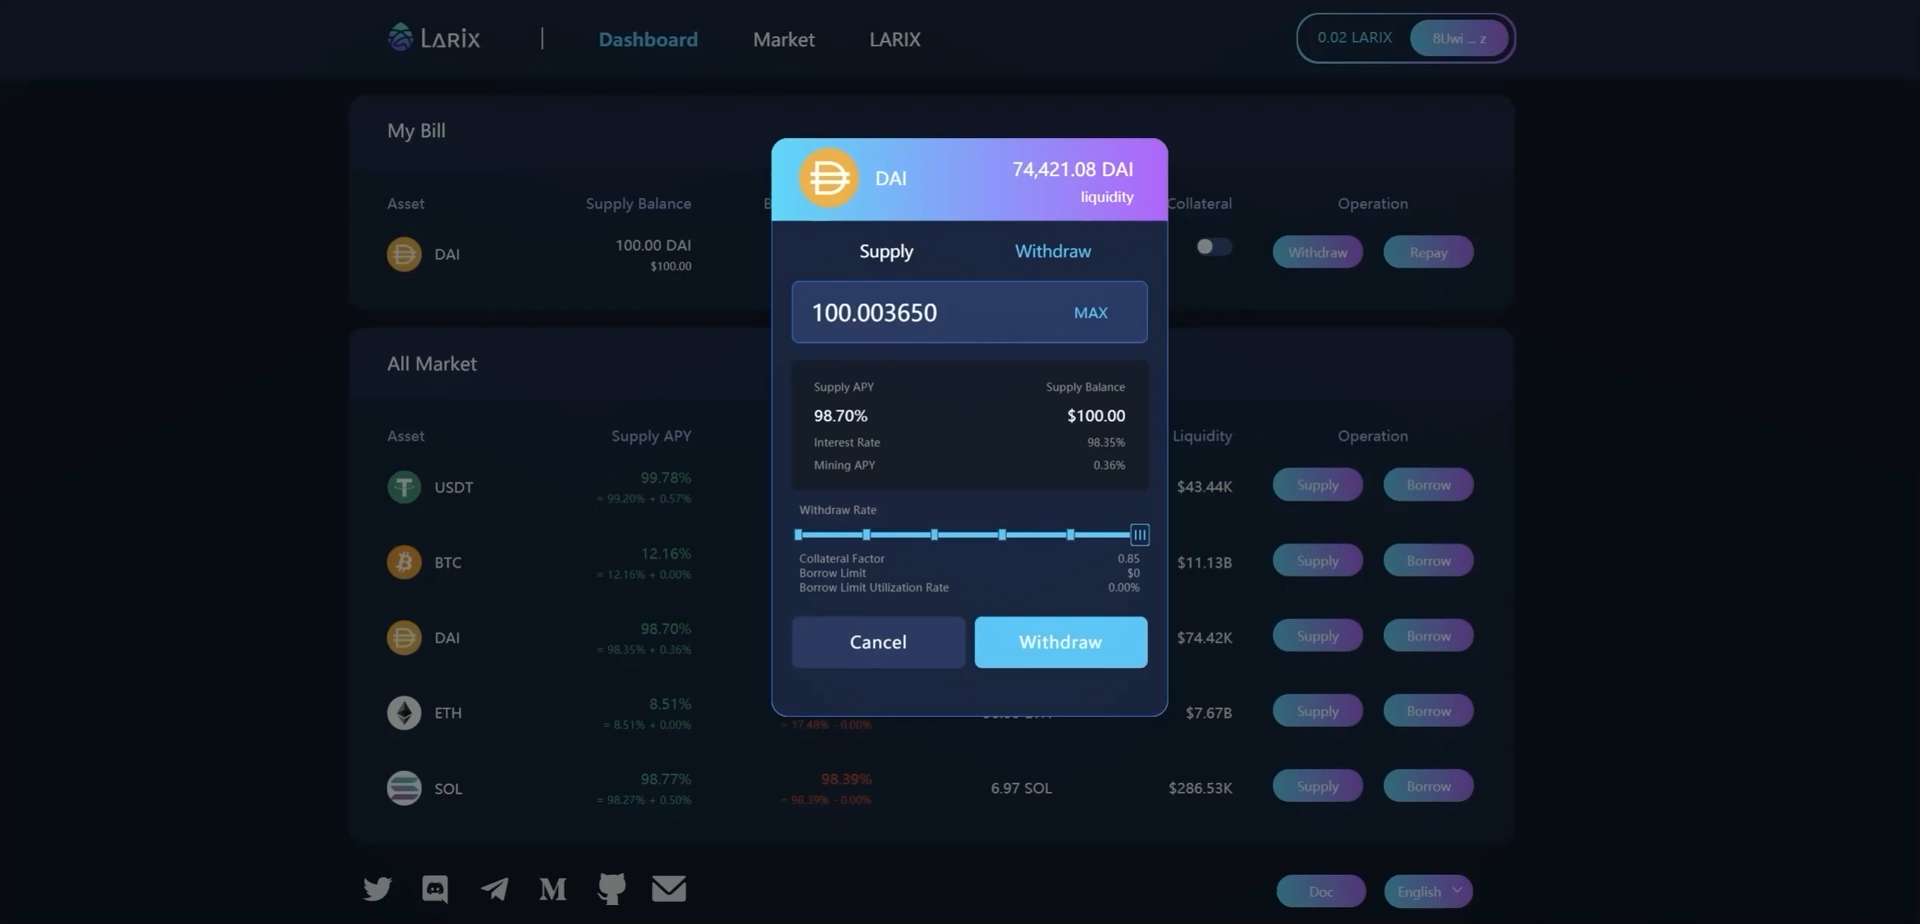 LARIX
Dashboard
Market
LARIX
0.02 LARIX
8Uwi ... z
My Bill
Asset
Supply Balance
B
Collateral
Operation
DAI
100.00 DAI
$100.00
Withdraw
Repay
DAI
74,421.08 DAI
liquidity
Supply
Withdraw
100.003650
MAX
Supply APY
Supply Balance
98.70%
$100.00
Interest Rate
98.35%
Mining APY
0.36%
Withdraw Rate
Collateral Factor
0.85
Borrow Limit
$0
Borrow Limit Utilization Rate
0.00%
Cancel
Withdraw
All Market
Asset
Supply APY
Liquidity
Operation
USDT
99.78%
= 99.20% + 0.57%
$43.44K
Supply
Borrow
BTC
12.16%
= 12.16% + 0.00%
$11.13B
Supply
Borrow
DAI
98.70%
= 98.35% + 0.36%
$74.42K
Supply
Borrow
ETH
8.51%
= 8.51% + 0.00%
= 17.48% - 0.00%
$7.67B
Supply
Borrow
SOL
98.77%
= 98.27% + 0.50%
98.39%
= 98.39% - 0.00%
6.97 SOL
$286.53K
Supply
Borrow
Doc
English